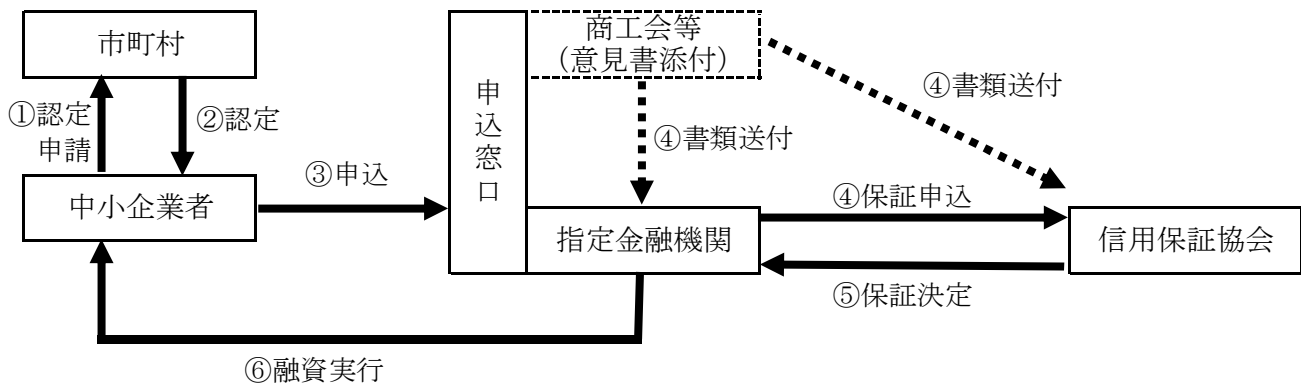 市町村
商工会等
(意見書添付)
④書類送付
①認定
申請
②認定
申込窓口
④書類送付
③申込
中小企業者
④保証申込
指定金融機関
信用保証協会
⑤保証決定
⑥融資実行